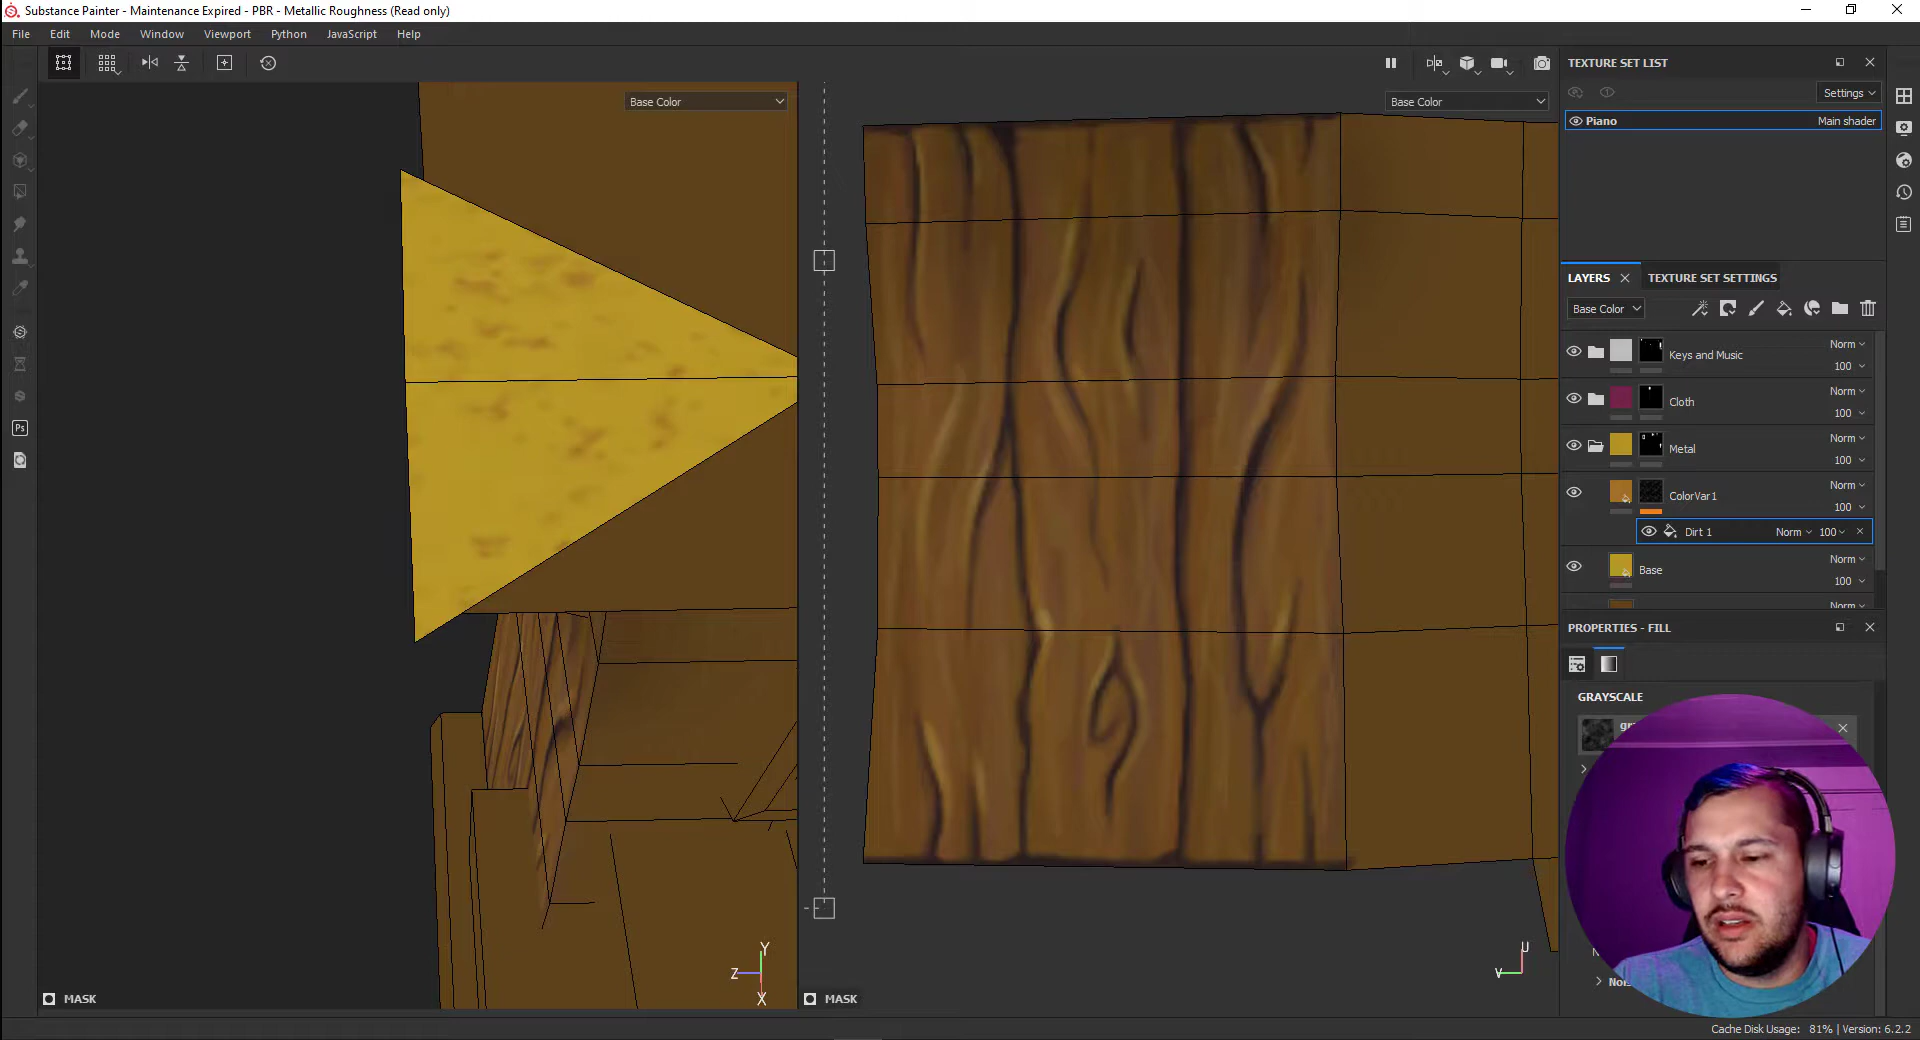 Substance Painter - Maintenance Expired - PBR - Metallic Roughness (Read only)
File Edit Mode Window Viewport Python JavaScript Help
Base Color
Base Color
TEXTURE SET LIST
Settings
Piano Main shader
LAYERS TEXTURE SET SETTINGS
Base Color
Keys and Music Norm
100
Cloth Norm
100
Metal Norm
100
ColorVar1 Norm
100
Dirt 1 Norm 100
Base Norm
100
Norm
PROPERTIES - FILL
GRAYSCALE
Ps
Y
Z
X
U
V
MASK
MASK
Cache Disk Usage: 81% | Version: 6.2.2